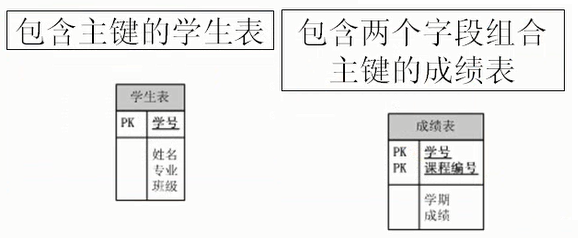 包含主键的学生表
包含两个字段组合
主键的成绩表
学生表
PK 学号
姓名
专业
班级
成绩表
PK 学号
PK 课程编号
学期
成绩